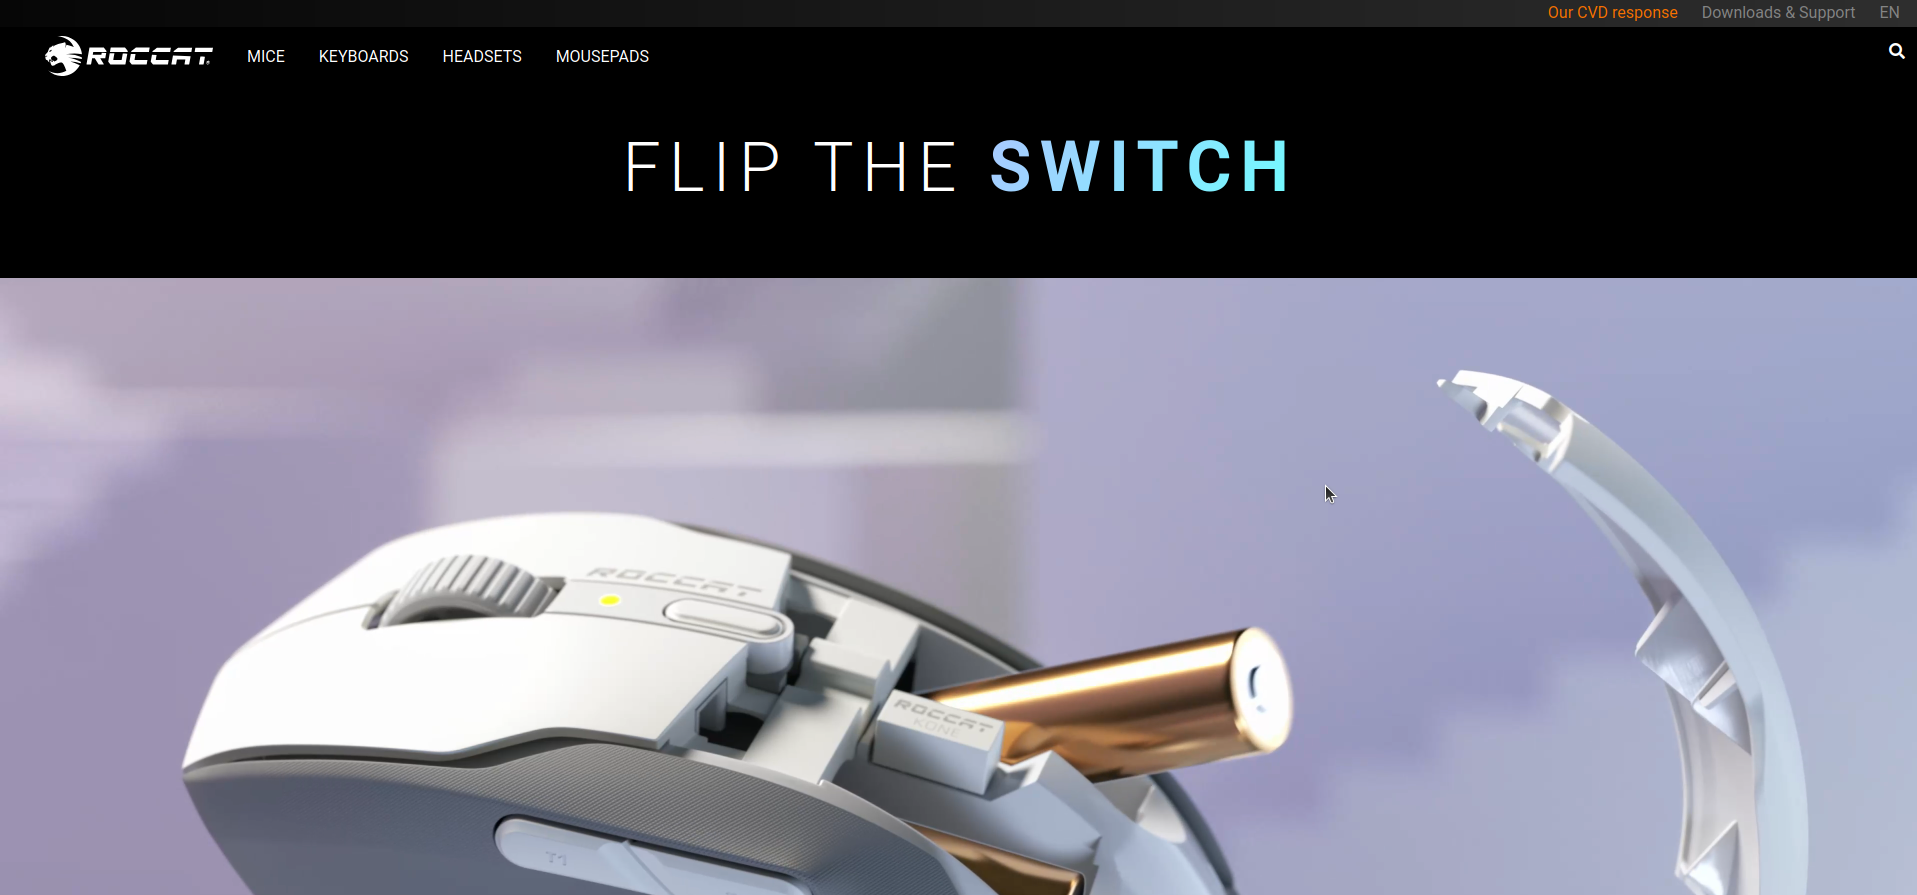 Our CVD response Downloads & Support EN
ROCCAT MICE KEYBOARDS HEADSETS MOUSEPADS
FLIP THE SWITCH
ROCCAT
ROCCAT
KONE
T1